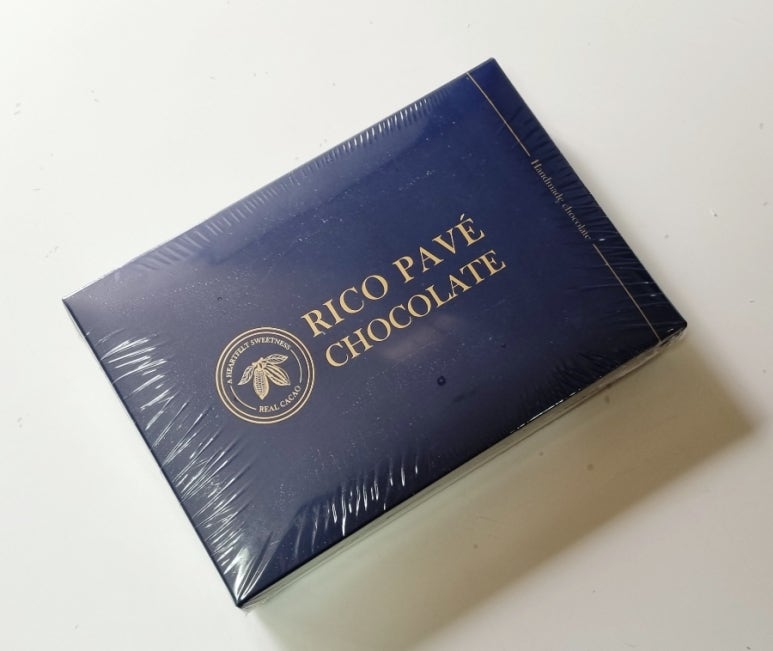 RICO PAVÉ
CHOCOLATE
A HEARTFELT SWEETNESS
REAL CACAO
Handmade chocolate